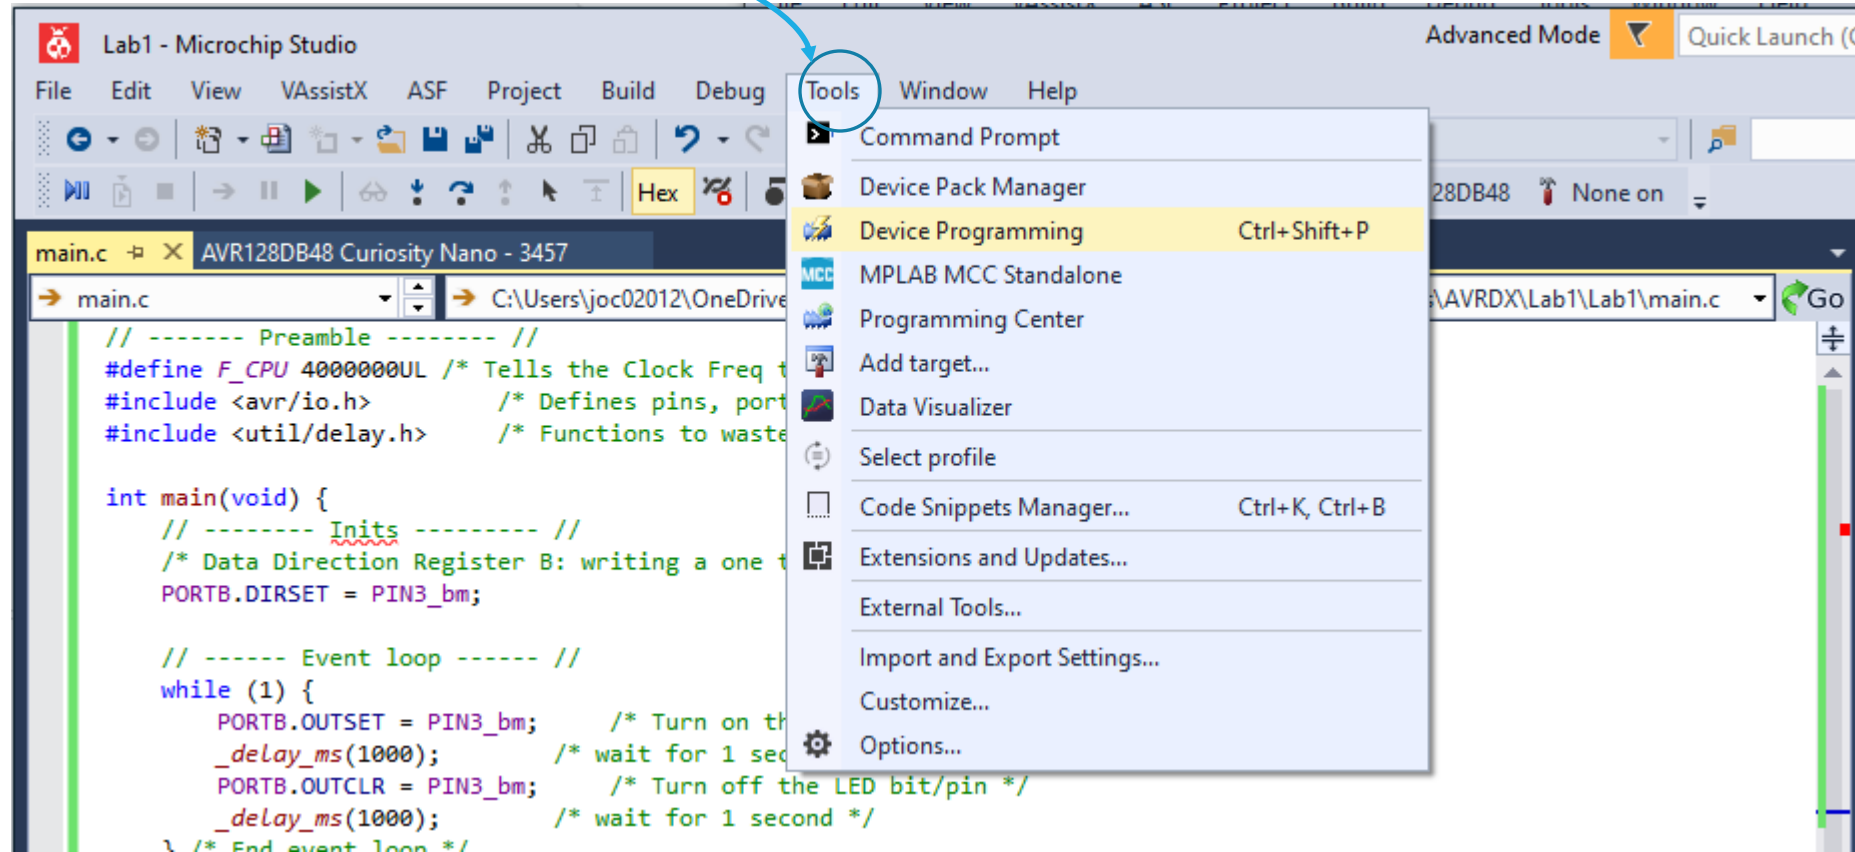 Lab1 - Microchip Studio
Advanced Mode
Quick Launch (
File Edit View VAssistX ASF Project Build Debug Tools Window Help
Command Prompt
Device Pack Manager
Hex
28DB48 None on
Device Programming Ctrl+Shift+P
main.c AVR128DB48 Curiosity Nano - 3457
MCC MPLAB MCC Standalone
main.c C:\Users\joc02012\OneDrive \AVRDX\Lab1\Lab1\main.c Go
Programming Center
Add target...
Data Visualizer
Select profile
Code Snippets Manager... Ctrl+K, Ctrl+B
Extensions and Updates...
External Tools...
Import and Export Settings...
Customize...
Options...
// ------- Preamble -------- //
#define F_CPU 4000000UL /* Tells the Clock Freq t
#include <avr/io.h> /* Defines pins, port
#include <util/delay.h> /* Functions to waste
int main(void) {
// -------- Inits --------- //
/* Data Direction Register B: writing a one t
PORTB.DIRSET = PIN3_bm;
// ------ Event loop ------ //
while (1) {
PORTB.OUTSET = PIN3_bm; /* Turn on th
_delay_ms(1000); /* wait for 1 sec
PORTB.OUTCLR = PIN3_bm; /* Turn off the LED bit/pin */
_delay_ms(1000); /* wait for 1 second */
} /* End event loop */